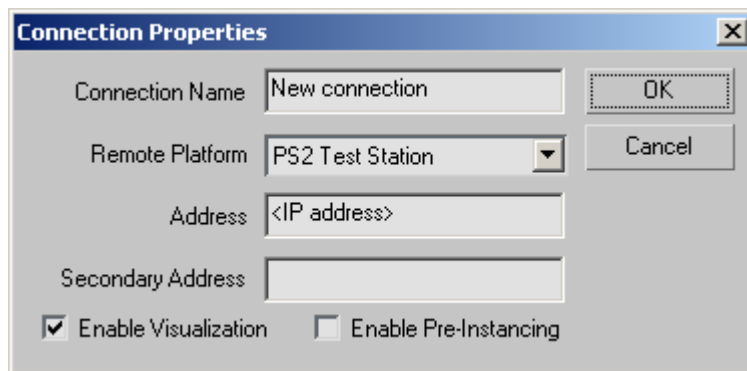 Connection Properties
Connection Name New connection OK
Remote Platform PS2 Test Station Cancel
Address <IP address>
Secondary Address
Enable Visualization Enable Pre-Instancing